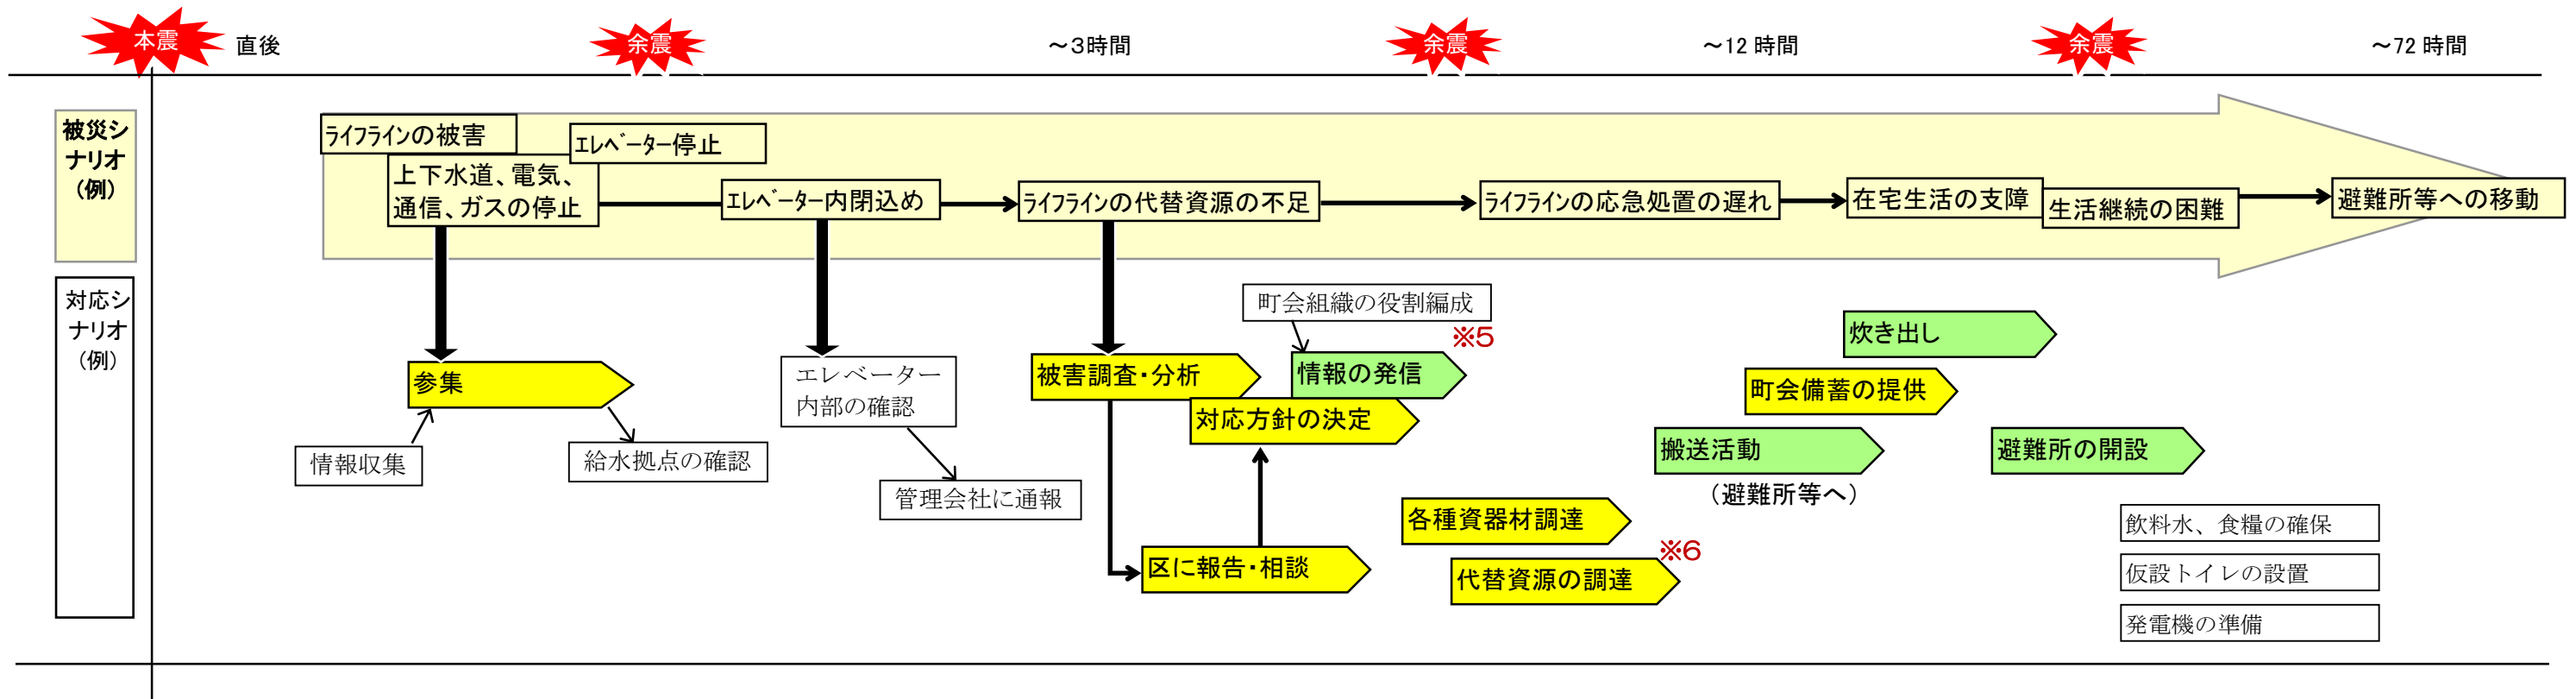 本震
直後
余震
～3時間
余震
～12時間
余震
～72時間
被災シ
ナリオ
（例）
ﾗｲﾌﾗｲﾝの被害
ｴﾚﾍﾞｰﾀｰ停止
上下水道、電気、
通信、ガスの停止
ｴﾚﾍﾞｰﾀｰ内閉込め
ﾗｲﾌﾗｲﾝの代替資源の不足
ﾗｲﾌﾗｲﾝの応急処置の遅れ
在宅生活の支障
生活継続の困難
避難所等への移動
対応シ
ナリオ
（例）
町会組織の役割編成
※5
炊き出し
参集
エレベーター
内部の確認
被害調査・分析
情報の発信
町会備蓄の提供
対応方針の決定
情報収集
給水拠点の確認
管理会社に通報
搬送活動
（避難所等へ）
避難所の開設
各種資器材調達
※6
区に報告・相談
代替資源の調達
飲料水、食糧の確保
仮設トイレの設置
発電機の準備